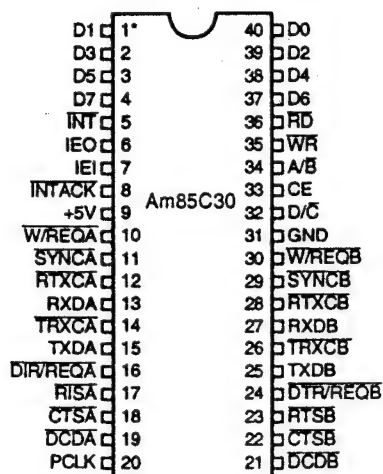 D1 1* 40 D0
D3 2 39 D2
D5 3 38 D4
D7 4 37 D6
INT 5 36 RD
IEO 6 35 WR
IEI 7 34 A/B
INTACK 8 33 CE
Am85C30
+5V 9 32 D/C
W/REQA 10 31 GND
SYNCA 11 30 W/REQB
RTXCA 12 29 SYNCB
RXDA 13 28 RTXCB
TRXCA 14 27 RXDB
TXDA 15 26 TRXCB
DIR/REQA 16 25 TXDB
RISA 17 24 DTR/REQB
CTSA 18 23 RTSB
DCDA 19 22 CTSB
PCLK 20 21 DCDB